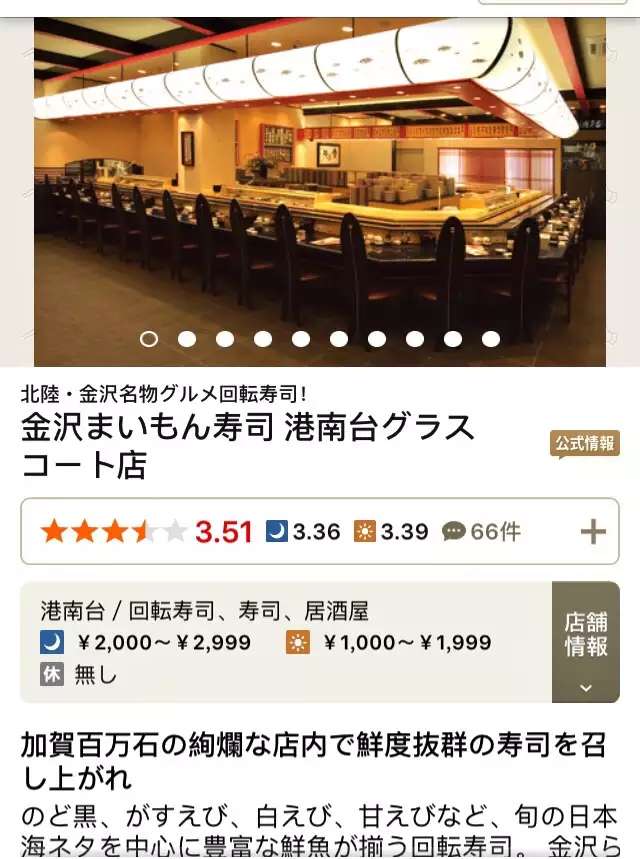 北陸・金沢名物グルメ回転寿司!
金沢まいもん寿司 港南台グラス
コート店
公式情報
3.51 3.36 3.39 66件 +
港南台 / 回転寿司、寿司、居酒屋
¥2,000～¥2,999 ¥1,000～¥1,999
休 無し
店舗
情報
加賀百万石の絢爛な店内で鮮度抜群の寿司を召
し上がれ
のど黒、がすえび、白えび、甘えびなど、旬の日本
海ネタを中心に豊富な鮮魚が揃う回転寿司。 金沢ら